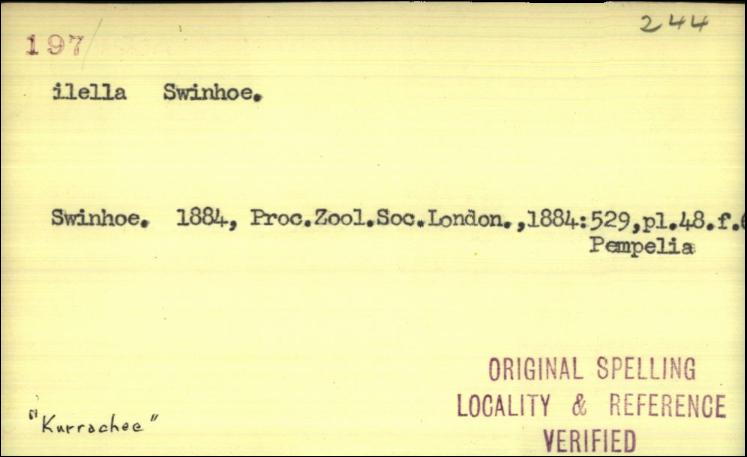 244
197
ilella Swinhoe.
Swinhoe. 1884, Proc.Zool.Soc.London.,1884:529,pl.48.f.6
Pempelia
ORIGINAL SPELLING
LOCALITY & REFERENCE
VERIFIED
"Kurrachee"